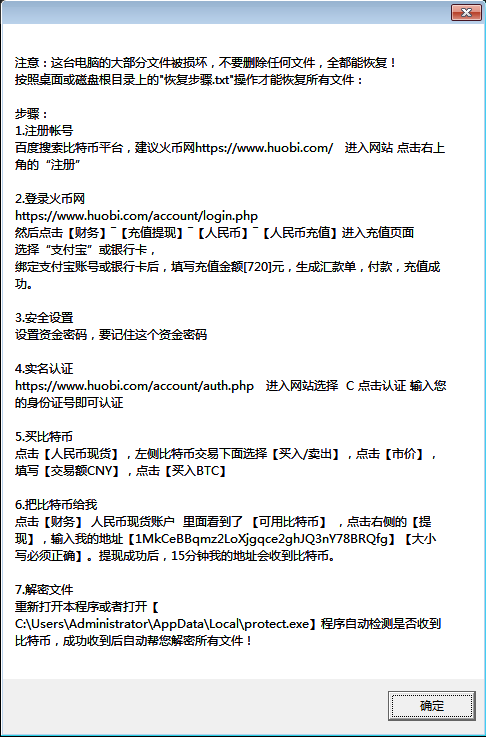 注意：这台电脑的大部分文件被损坏，不要删除任何文件，全都能恢复！
按照桌面或磁盘根目录上的"恢复步骤.txt"操作才能恢复所有文件：
步骤：
1.注册帐号
百度搜索比特币平台，建议火币网https://www.huobi.com/ 进入网站 点击右上
角的“注册”
2.登录火币网
https://www.huobi.com/account/login.php
然后点击【财务】-【充值提现】-【人民币】-【人民币充值】进入充值页面
选择“支付宝”或银行卡，
绑定支付宝账号或银行卡后，填写充值金额[720]元，生成汇款单，付款，充值成
功。
3.安全设置
设置资金密码，要记住这个资金密码
4.实名认证
https://www.huobi.com/account/auth.php 进入网站选择 C 点击认证 输入您
的身份证号即可认证
5.买比特币
点击【人民币现货】，左侧比特币交易下面选择【买入/卖出】，点击【市价】，
填写【交易额CNY】，点击【买入BTC】
6.把比特币给我
点击【财务】 人民币现货账户 里面看到了 【可用比特币】 ，点击右侧的【提
现】，输入我的地址【1MkCeBBqmz2LoXjgqce2ghJQ3nY78BRQfg】【大小
写必须正确】。提现成功后，15分钟我的地址会收到比特币。
7.解密文件
重新打开本程序或者打开【
C:\Users\Administrator\AppData\Local\protect.exe】程序自动检测是否收到
比特币，成功收到后自动帮您解密所有文件！
确定